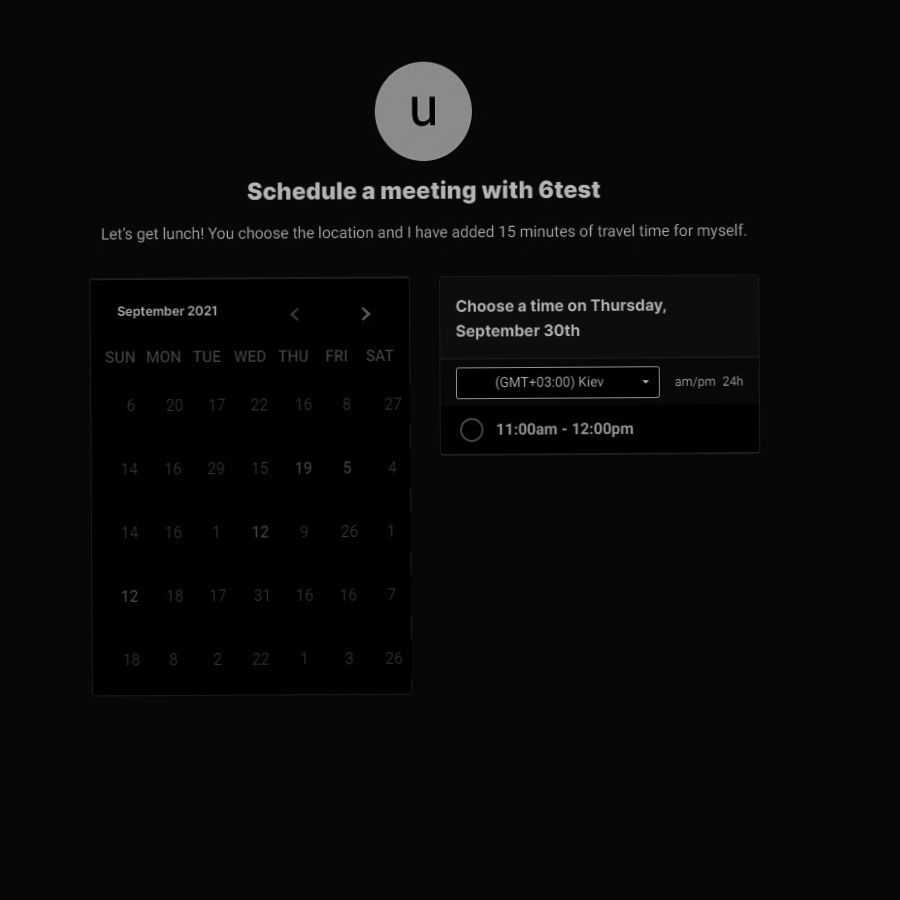 u
Schedule a meeting with 6test
Let's get lunch! You choose the location and I have added 15 minutes of travel time for myself.
September 2021
SUN MON TUE WED THU FRI SAT
6 20 17 22 16 8 27
14 16 29 15 19 5 4
14 16 1 12 9 26 1
12 18 17 31 16 16 7
18 8 2 22 1 3 26
Choose a time on Thursday,
September 30th
(GMT+03:00) Kiev am/pm 24h
11:00am - 12:00pm